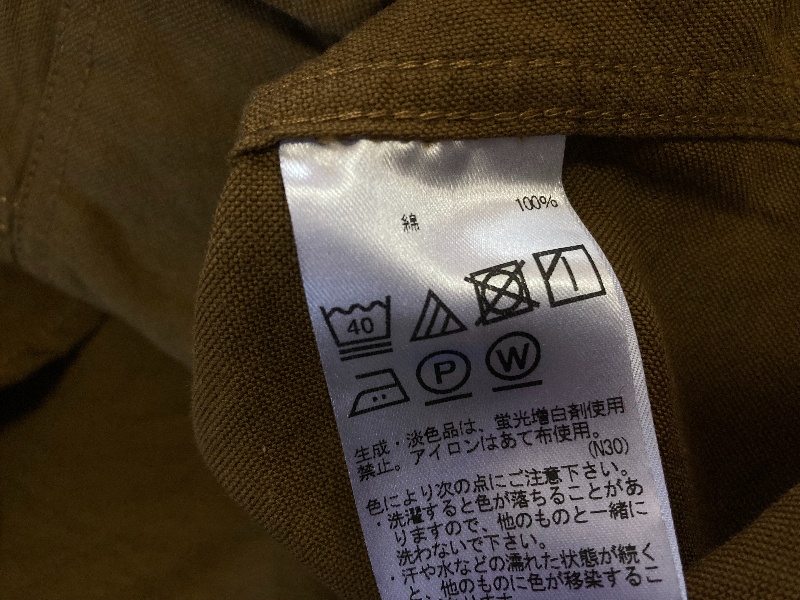 綿 100%
40
P W
生成・淡色品は、蛍光増白剤使用
禁止。アイロンはあて布使用。
(N30)
色により次の点にご注意下さい。
・洗濯すると色が落ちることがあ
りますので、他のものと一緒に
洗わないで下さい。
・汗や水などの濡れた状態が続く
と、他のものに色が移染するこ